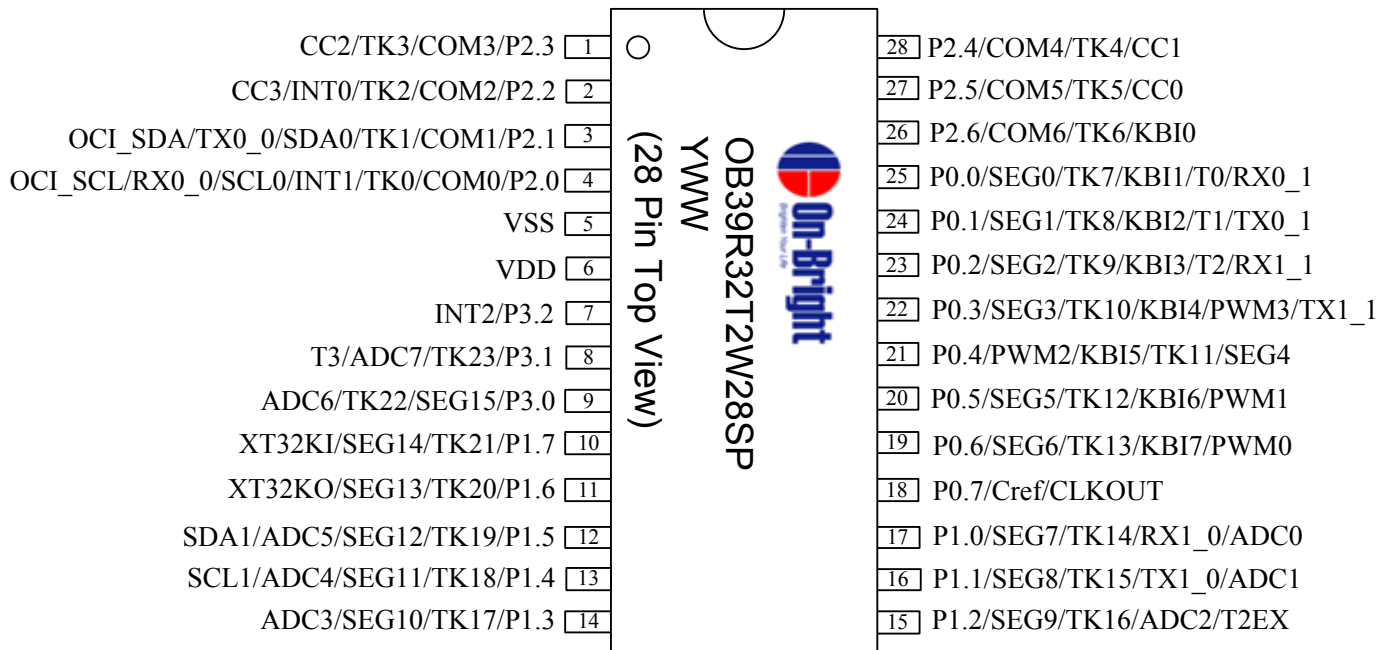 CC2/TK3/COM3/P2.3 1
CC3/INT0/TK2/COM2/P2.2 2
OCI_SDA/TX0_0/SDA0/TK1/COM1/P2.1 3
OCI_SCL/RX0_0/SCL0/INT1/TK0/COM0/P2.0 4
VSS 5
VDD 6
INT2/P3.2 7
T3/ADC7/TK23/P3.1 8
ADC6/TK22/SEG15/P3.0 9
XT32KI/SEG14/TK21/P1.7 10
XT32KO/SEG13/TK20/P1.6 11
SDA1/ADC5/SEG12/TK19/P1.5 12
SCL1/ADC4/SEG11/TK18/P1.4 13
ADC3/SEG10/TK17/P1.3 14
On-Bright
Brighten Your Life
OB39R32T2W28SP
YWW
(28 Pin Top View)
28 P2.4/COM4/TK4/CC1
27 P2.5/COM5/TK5/CC0
26 P2.6/COM6/TK6/KBI0
25 P0.0/SEG0/TK7/KBI1/T0/RX0_1
24 P0.1/SEG1/TK8/KBI2/T1/TX0_1
23 P0.2/SEG2/TK9/KBI3/T2/RX1_1
22 P0.3/SEG3/TK10/KBI4/PWM3/TX1_1
21 P0.4/PWM2/KBI5/TK11/SEG4
20 P0.5/SEG5/TK12/KBI6/PWM1
19 P0.6/SEG6/TK13/KBI7/PWM0
18 P0.7/Cref/CLKOUT
17 P1.0/SEG7/TK14/RX1_0/ADC0
16 P1.1/SEG8/TK15/TX1_0/ADC1
15 P1.2/SEG9/TK16/ADC2/T2EX